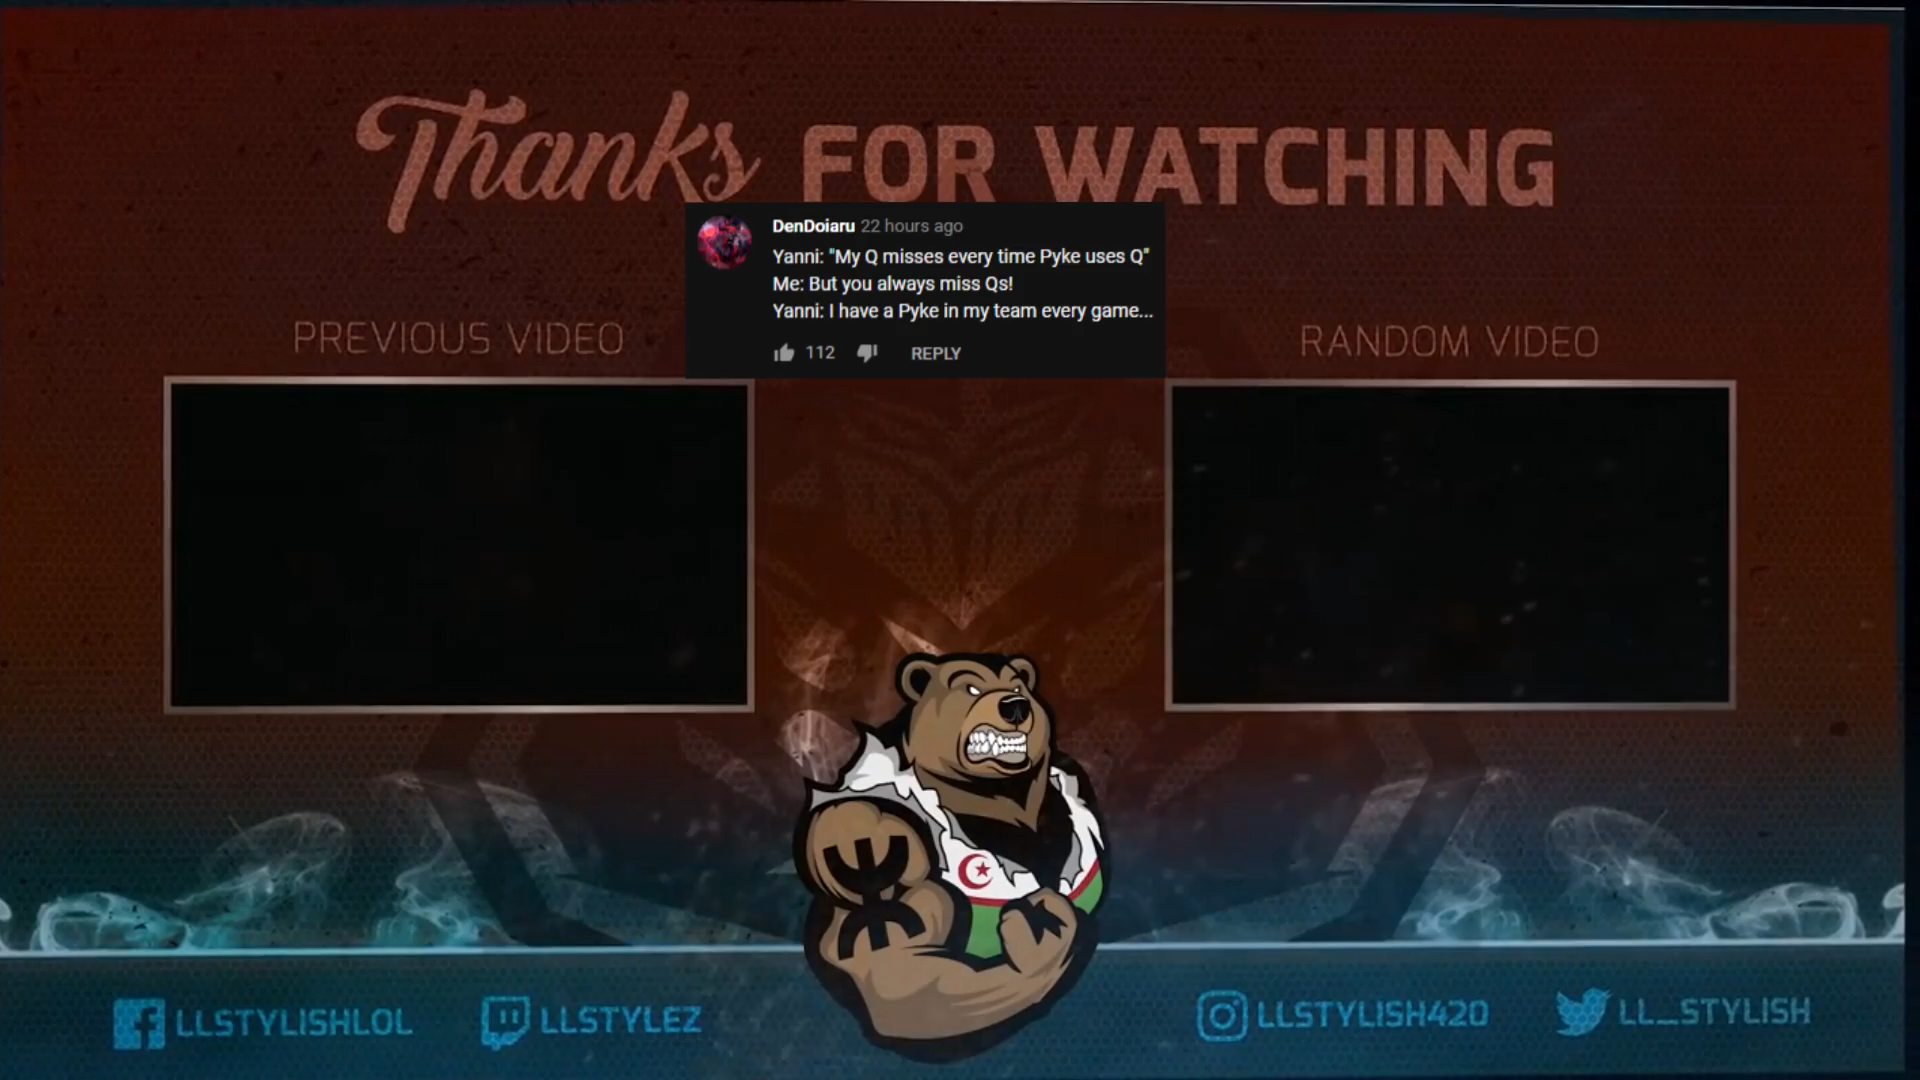 Thanks FOR WATCHING
DenDoiaru 22 hours ago
Yanni: "My Q misses every time Pyke uses Q"
Me: But you always miss Qs!
Yanni: I have a Pyke in my team every game...
112 REPLY
PREVIOUS VIDEO
RANDOM VIDEO
ⵣ
LLSTYLISHLOL
LLSTYLEZ
LLSTYLISH420
LL_STYLISH